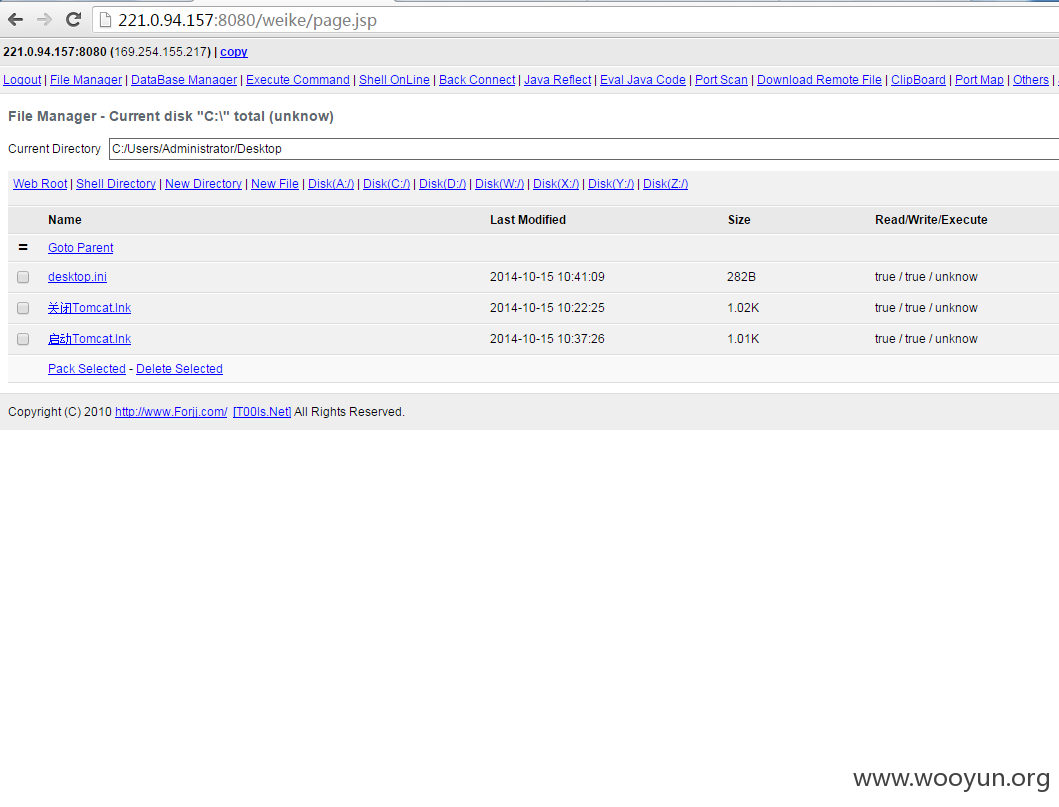 221.0.94.157:8080/weike/page.jsp
221.0.94.157:8080 (169.254.155.217) | copy
Logout | File Manager | DataBase Manager | Execute Command | Shell OnLine | Back Connect | Java Reflect | Eval Java Code | Port Scan | Download Remote File | ClipBoard | Port Map | Others |
File Manager - Current disk "C:\" total (unknow)
Current Directory C:/Users/Administrator/Desktop
Web Root | Shell Directory | New Directory | New File | Disk(A:/) | Disk(C:/) | Disk(D:/) | Disk(W:/) | Disk(X:/) | Disk(Y:/) | Disk(Z:/)
Name Last Modified Size Read/Write/Execute
= Goto Parent
desktop.ini 2014-10-15 10:41:09 282B true / true / unknow
关闭Tomcat.lnk 2014-10-15 10:22:25 1.02K true / true / unknow
启动Tomcat.lnk 2014-10-15 10:37:26 1.01K true / true / unknow
Pack Selected - Delete Selected
Copyright (C) 2010 http://www.Forjj.com/ [T00ls.Net] All Rights Reserved.
www.wooyun.org